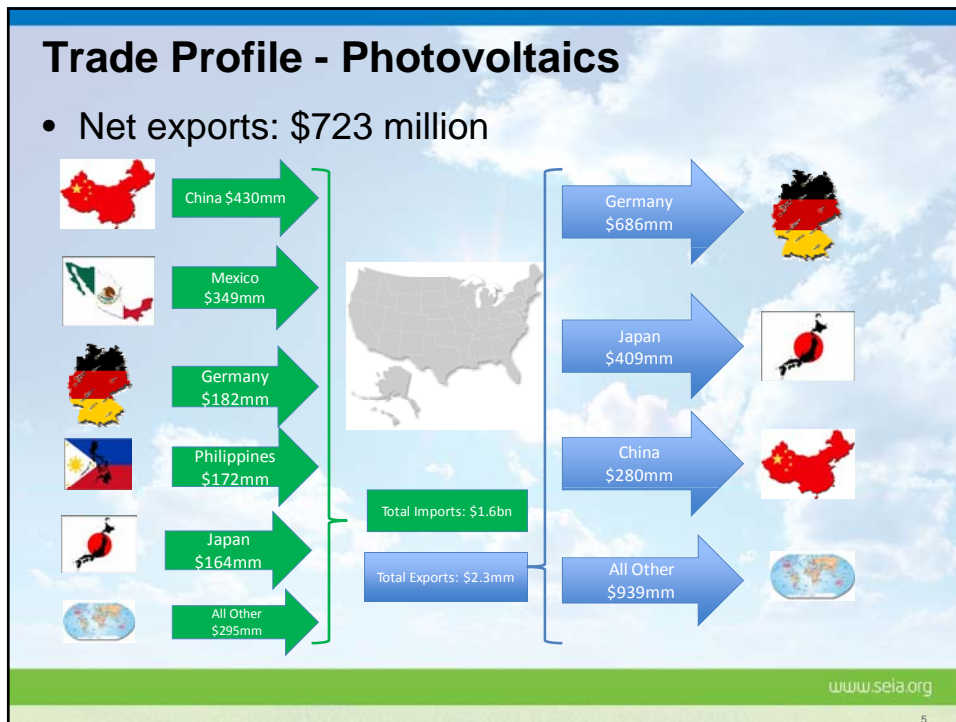 Trade Profile - Photovoltaics
• Net exports: $723 million
China $430mm
Mexico
$349mm
Germany
$182mm
Philippines
$172mm
Japan
$164mm
All Other
$295mm
Total Imports: $1.6bn
Total Exports: $2.3mm
Germany
$686mm
Japan
$409mm
China
$280mm
All Other
$939mm
www.seia.org
5